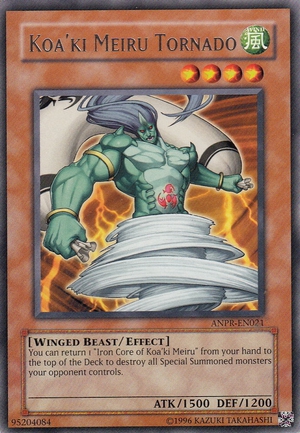 KOA'KI MEIRU TORNADO
WIND
風
ANPR-EN021
[WINGED BEAST/EFFECT]
You can return 1 "Iron Core of Koa'ki Meiru" from your hand to
the top of the Deck to destroy all Special Summoned monsters
your opponent controls.
ATK/1500 DEF/1200
95204084
©1996 KAZUKI TAKAHASHI